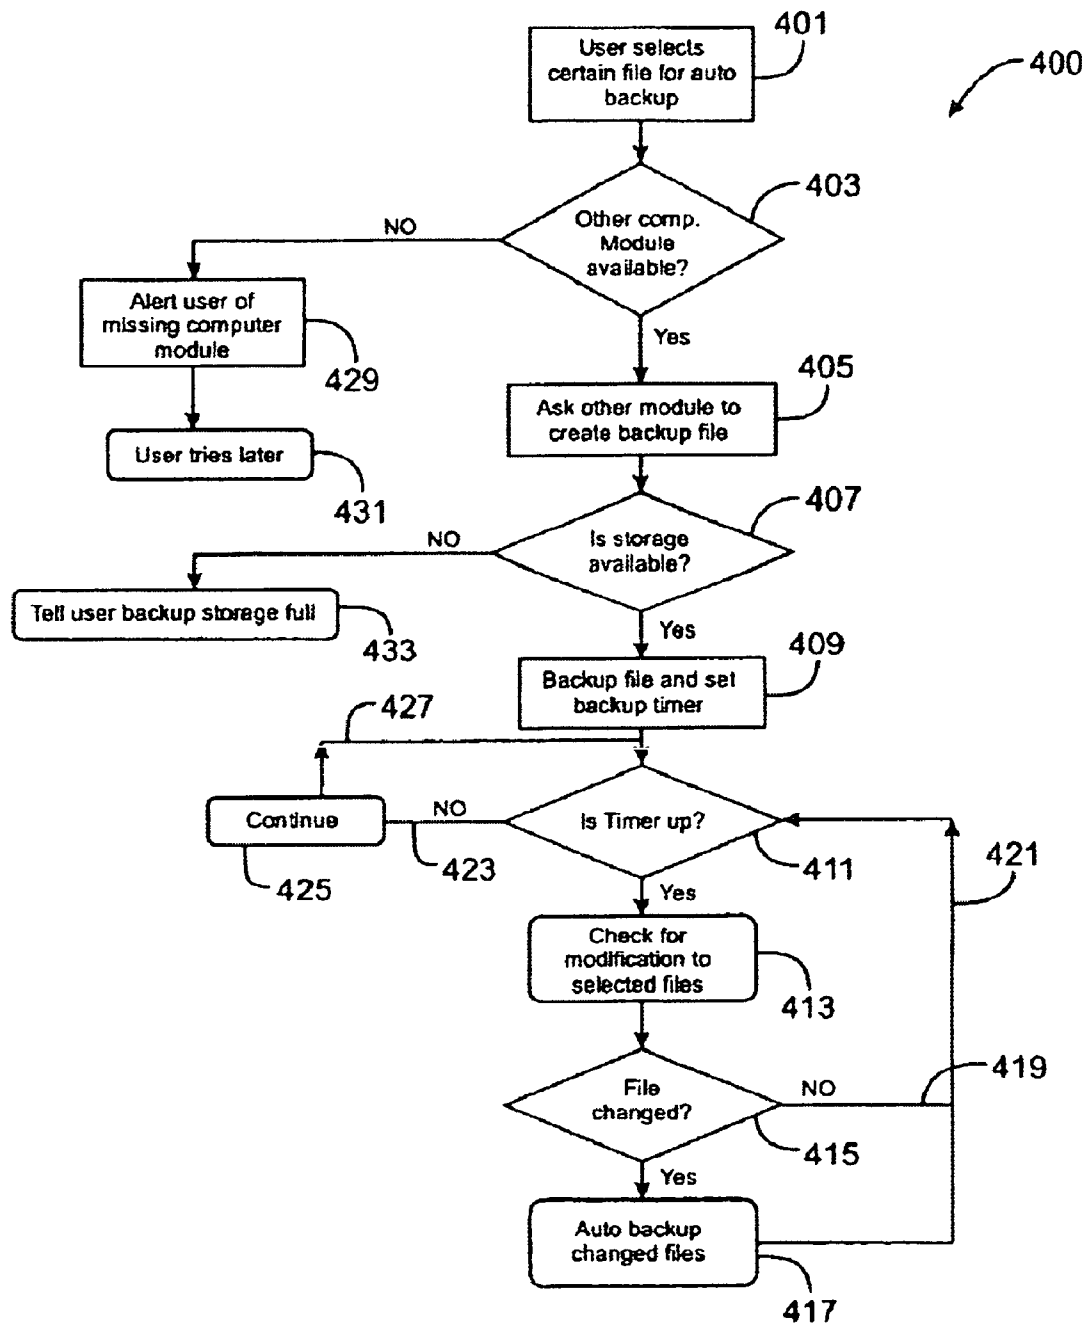 401
User selects
certain file for auto
backup
400
403
Other comp.
Module
available?
NO
Yes
Alert user of
missing computer
module
429
405
Ask other module to
create backup file
User tries later
431
407
Is storage
available?
NO
Yes
Tell user backup storage full
433
409
Backup file and set
backup timer
427
Continue
NO
Is Timer up?
425
423
411
421
Yes
Check for
modification to
selected files
413
File
changed?
NO
419
415
Yes
Auto backup
changed files
417